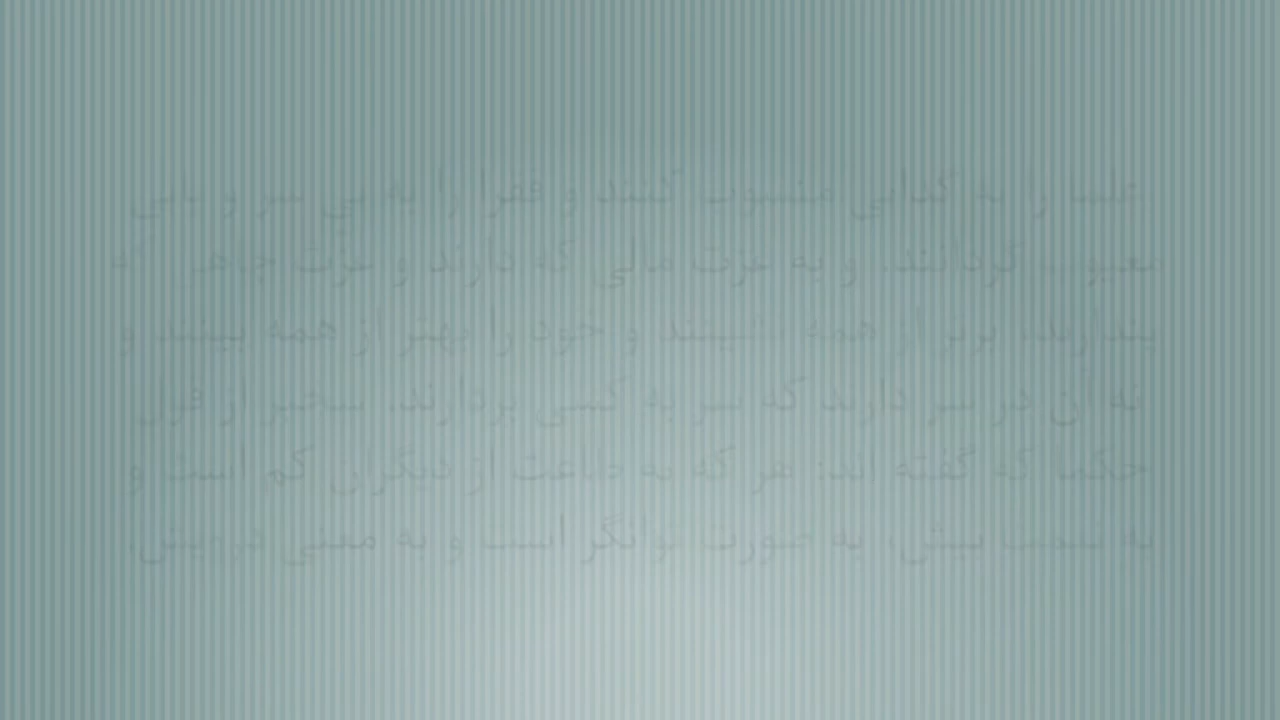 علما را به گدایی منسوب کنند و فقرا را به بی سر و پایی
معیوب گردانند. و به عزت مالی که دارند و عزت جاهی که
پندارند، برتر از همه نشینند و خود را بهتر از همه بینند و
نه آن در سر دارند که سر به کسی بردارند، بیخبر از قول
حکما که گفته اند: هر که به طاعت از دیگران کم است و
به نعمت بیش، به صورت توانگر است و به معنی درویش.